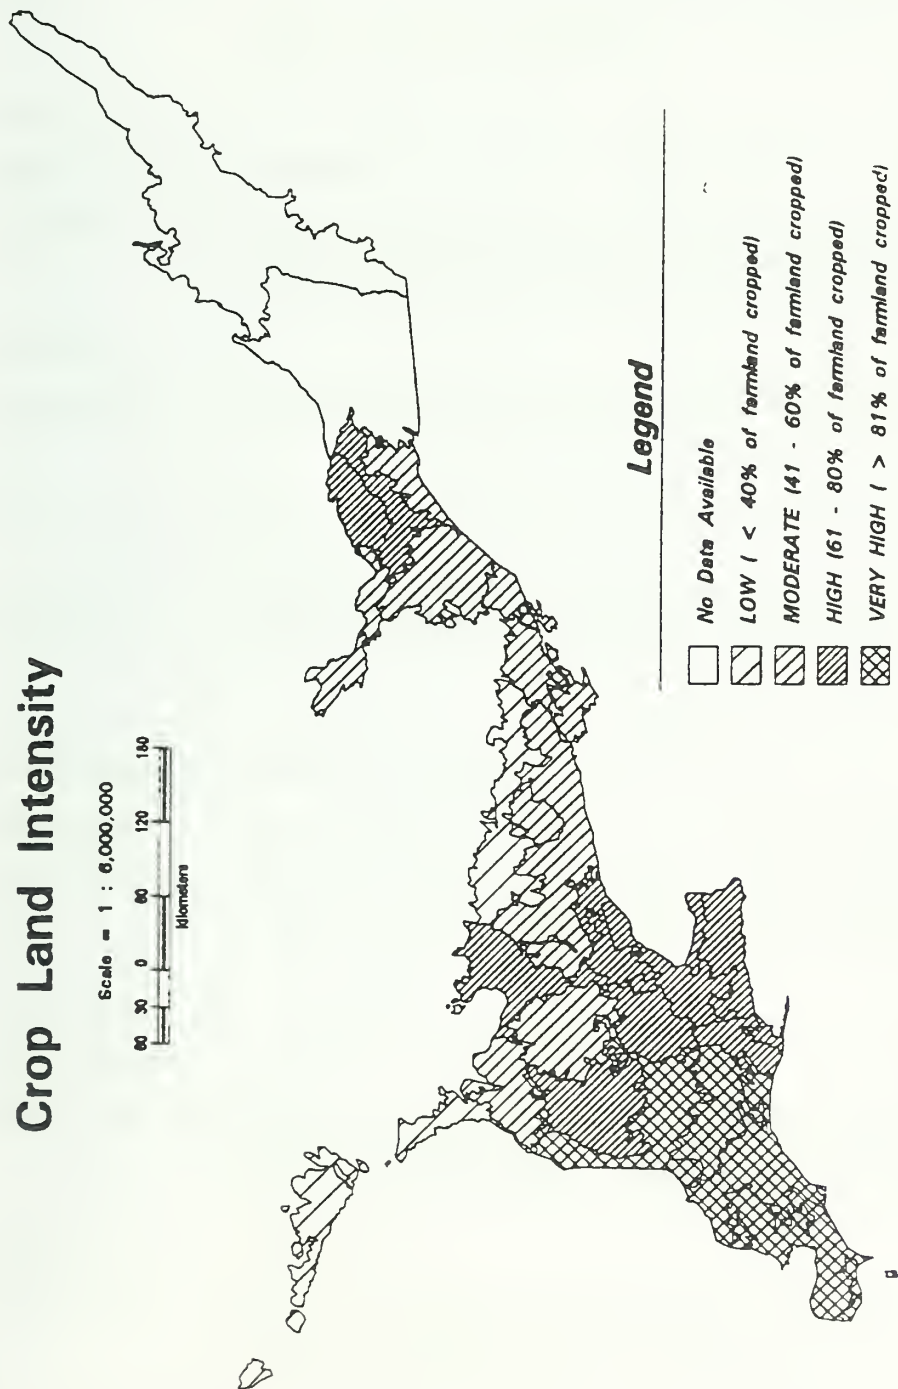 Crop Land Intensity
Scale = 1 : 6,000,000
60 30 0 60 120 180
kilometers
Legend
No Data Available
LOW ( < 40% of farmland cropped)
MODERATE (41 - 60% of farmland cropped)
HIGH (61 - 80% of farmland cropped)
VERY HIGH ( > 81% of farmland cropped)